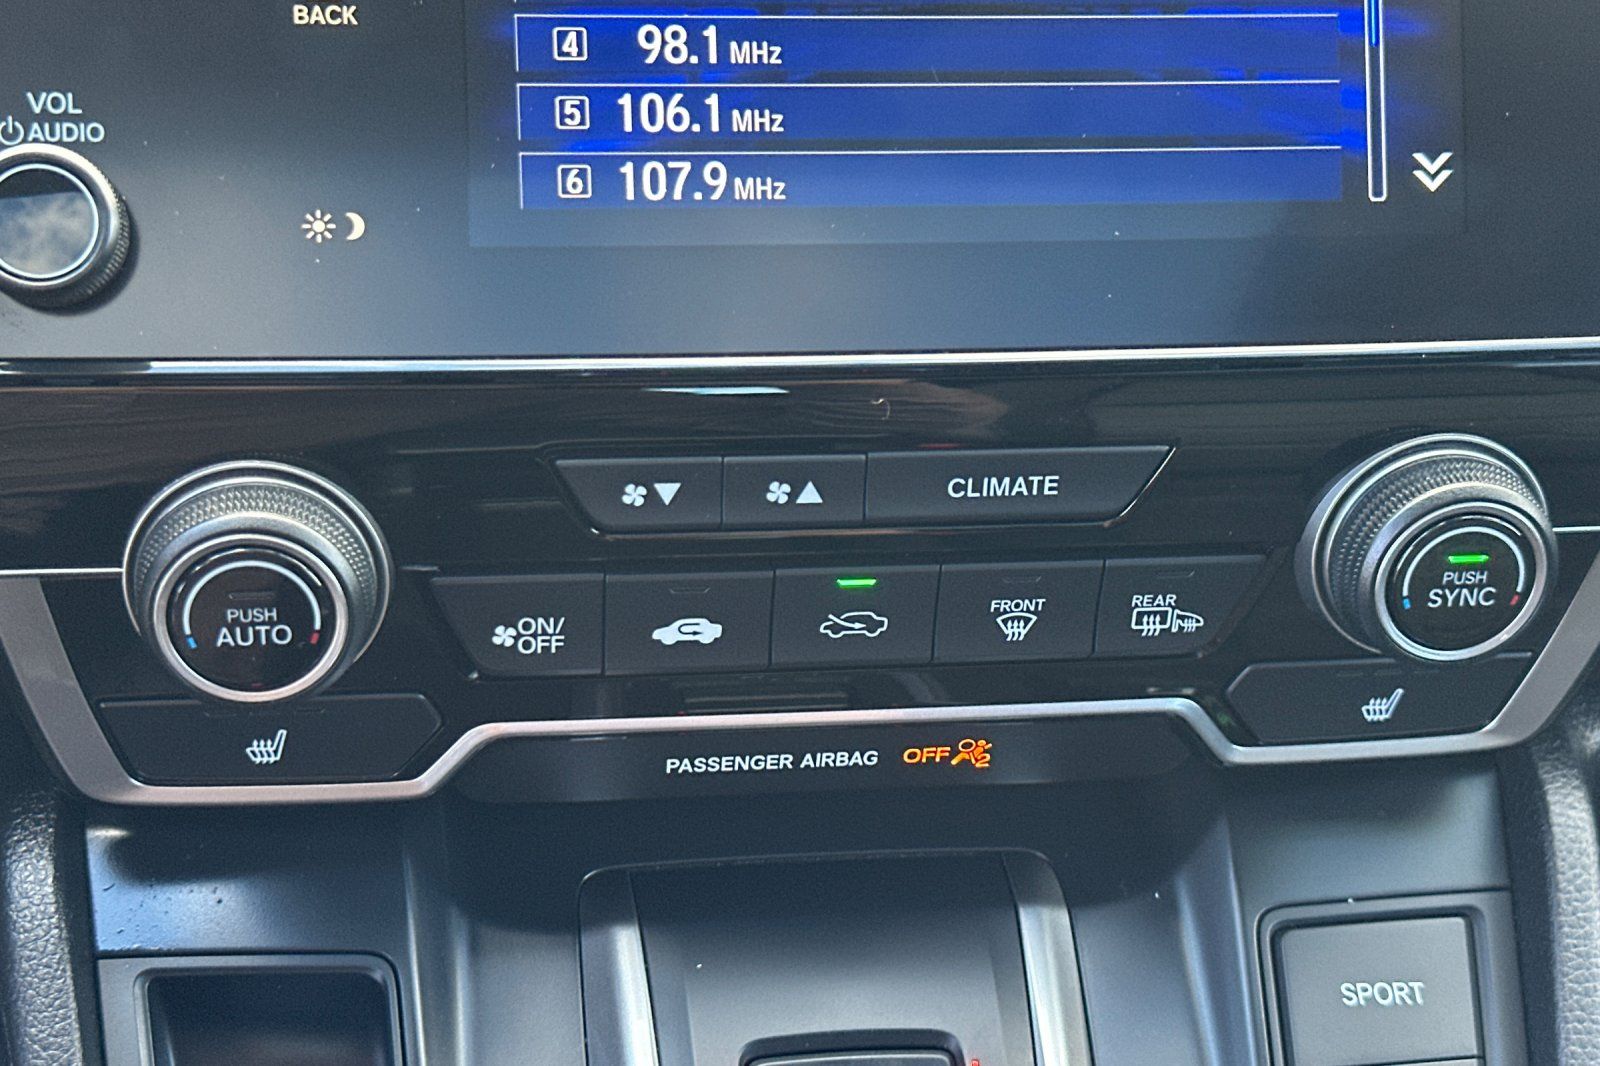 BACK
4 98.1 MHz
VOL
AUDIO
5 106.1 MHz
6 107.9 MHz
CLIMATE
PUSH
AUTO
ON/
OFF
FRONT
REAR
PUSH
SYNC
PASSENGER AIRBAG OFF 2
SPORT